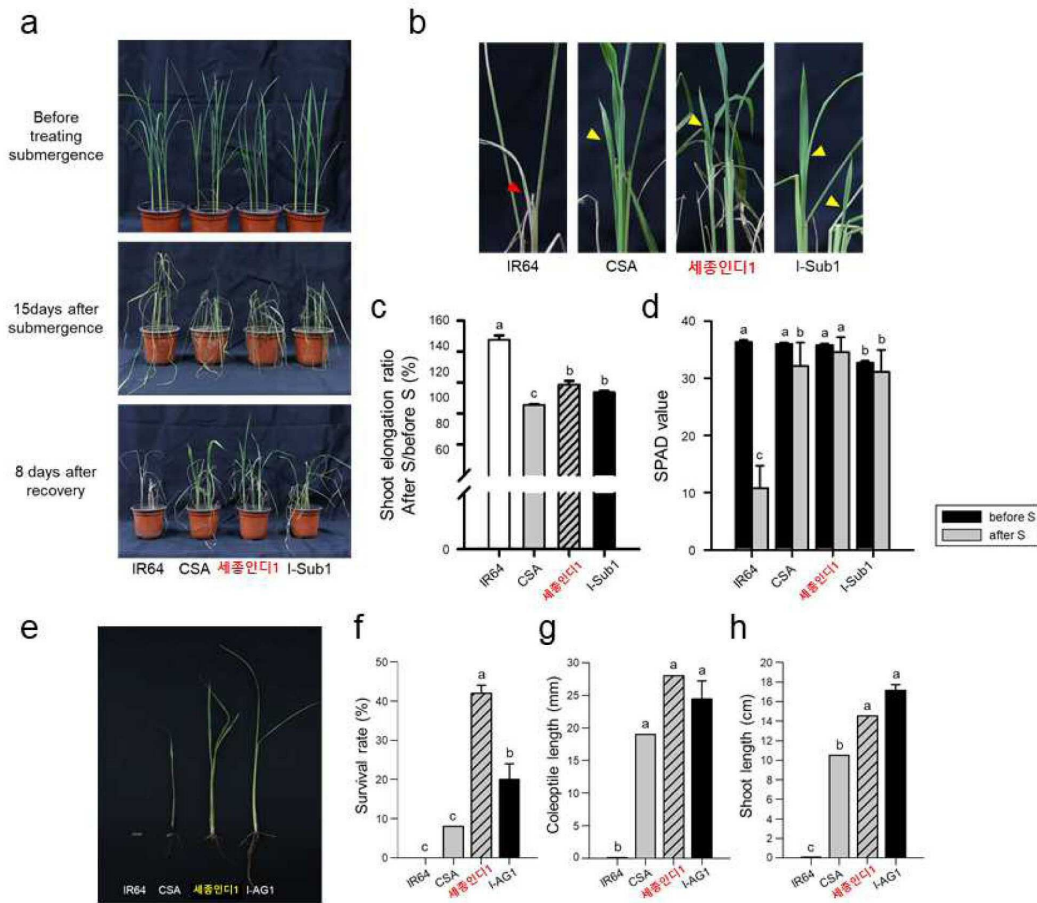 a
Before
treating
submergence
15days after
submergence
8 days after
recovery
IR64 CSA 세종인디1 I-Sub1
b
IR64 CSA 세종인디1 I-Sub1
c
Shoot elongation ratio
After S/before S (%)
160
140
120
100
80
60
0
a
c
b
b
IR64 CSA 세종인디1 I-Sub1
d
SPAD value
40
30
20
10
0
a
c
a
b
a
a
b
b
IR64 CSA 세종인디1 I-Sub1
before S
after S
e
IR64 CSA 세종인디1 I-AG1
f
Survival rate (%)
50
40
30
20
10
0
c
c
a
b
IR64 CSA 세종인디1 I-AG1
g
Coleoptile length (mm)
30
25
20
15
10
5
0
b
a
a
a
IR64 CSA 세종인디1 I-AG1
h
Shoot length (cm)
20
18
16
14
12
10
8
6
4
2
0
c
b
a
a
IR64 CSA 세종인디1 I-AG1